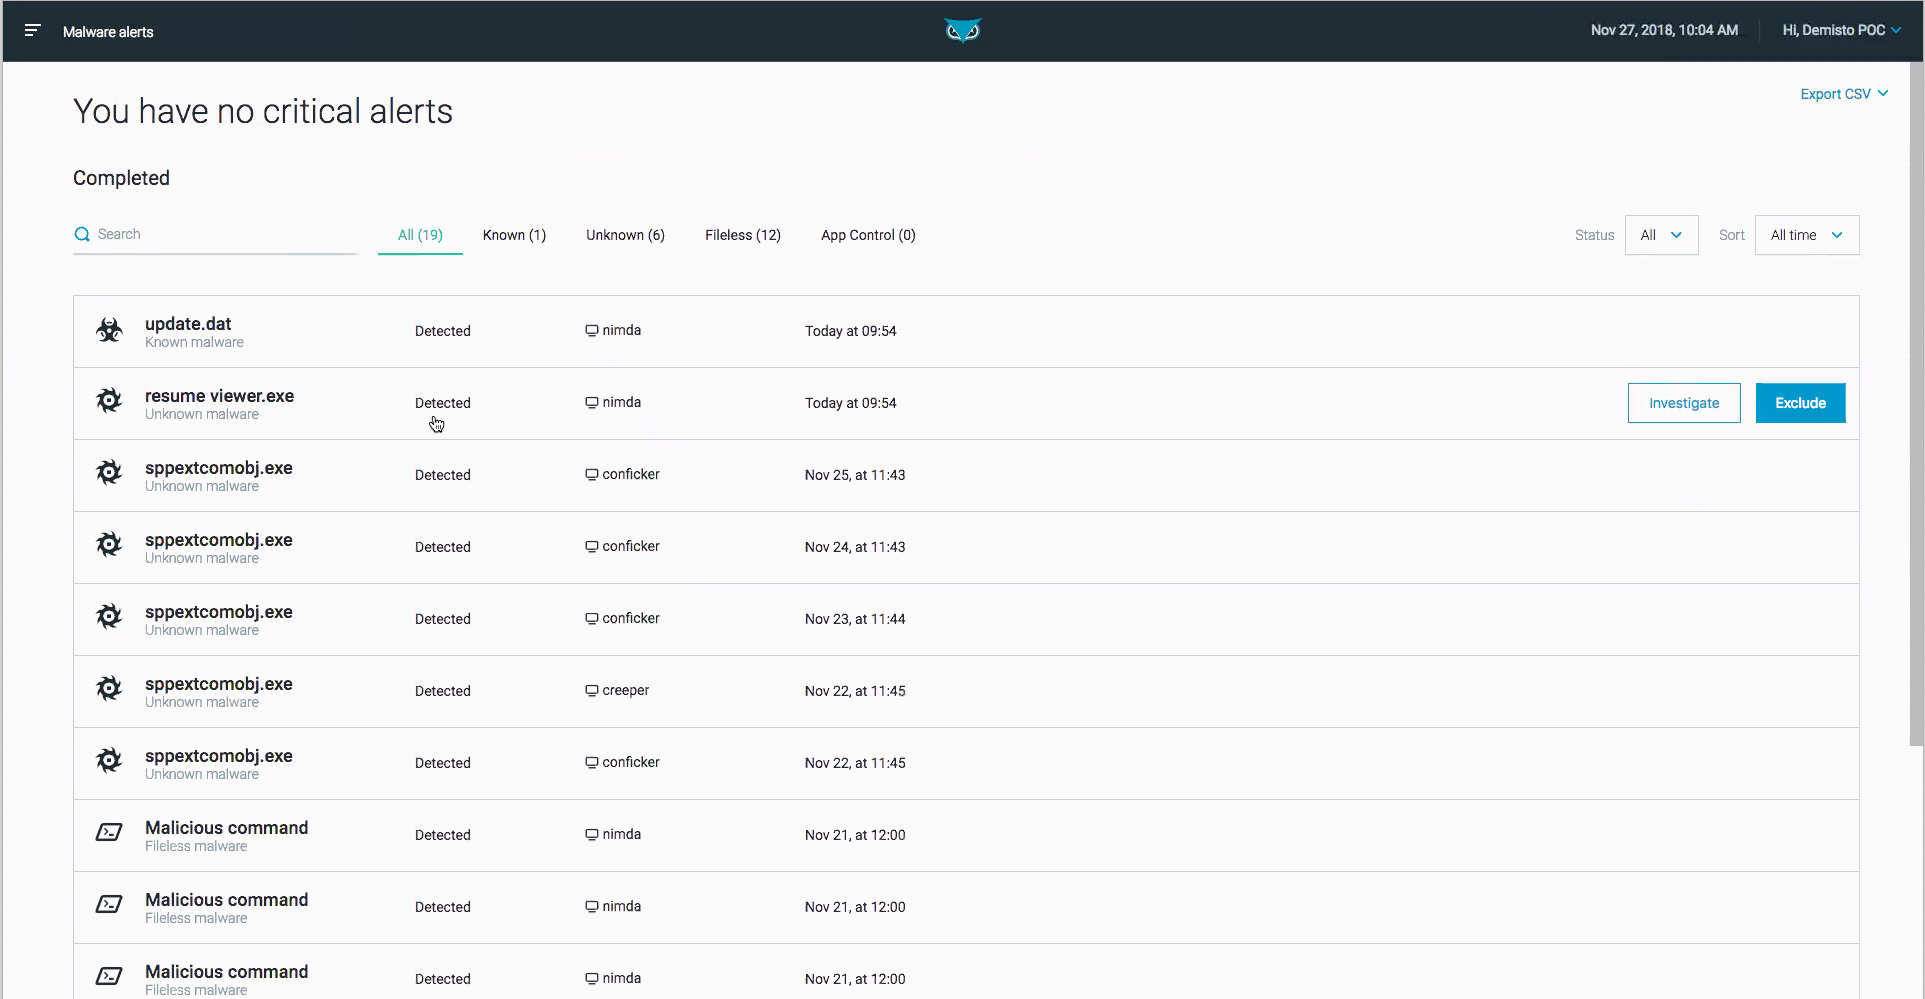 Malware alerts
Nov 27, 2018, 10:04 AM
Hi, Demisto POC
You have no critical alerts
Export CSV
Completed
Search
All (19) Known (1) Unknown (6) Fileless (12) App Control (0)
Status All Sort All time
update.dat
Known malware
Detected nimda Today at 09:54
resume viewer.exe
Unknown malware
Detected nimda Today at 09:54 Investigate Exclude
sppextcomobj.exe
Unknown malware
Detected conficker Nov 25, at 11:43
sppextcomobj.exe
Unknown malware
Detected conficker Nov 24, at 11:43
sppextcomobj.exe
Unknown malware
Detected conficker Nov 23, at 11:44
sppextcomobj.exe
Unknown malware
Detected creeper Nov 22, at 11:45
sppextcomobj.exe
Unknown malware
Detected conficker Nov 22, at 11:45
Malicious command
Fileless malware
Detected nimda Nov 21, at 12:00
Malicious command
Fileless malware
Detected nimda Nov 21, at 12:00
Malicious command
Fileless malware
Detected nimda Nov 21, at 12:00